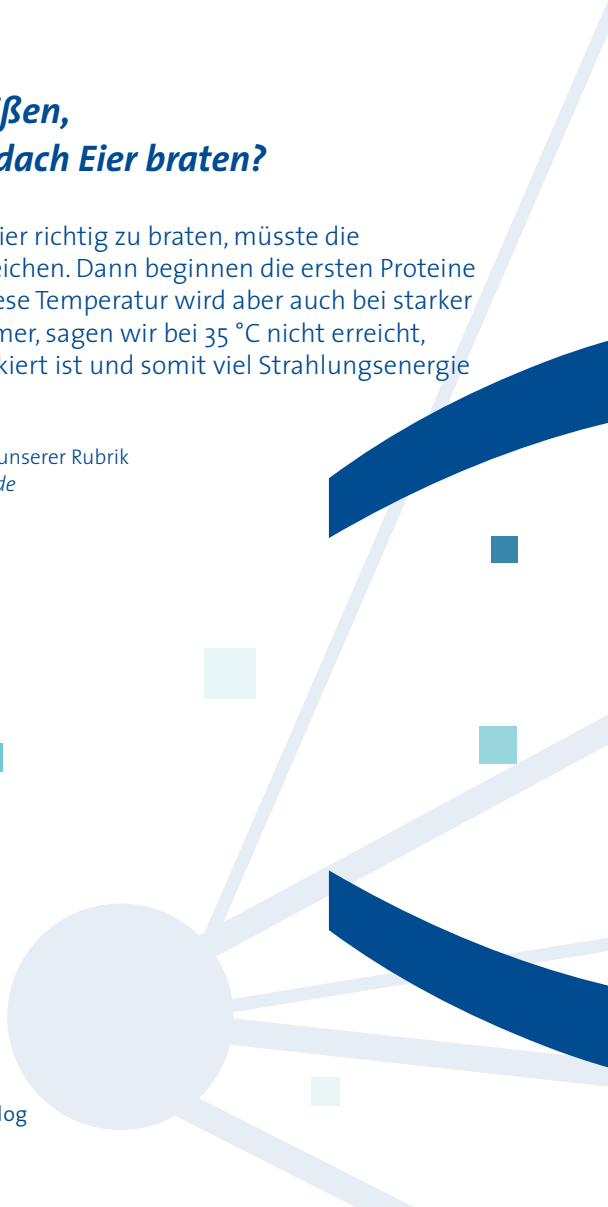 ßen,
dach Eier braten?
ier richtig zu braten, müsste die
eichen. Dann beginnen die ersten Proteine
ese Temperatur wird aber auch bei starker
mer, sagen wir bei 35 °C nicht erreicht,
kiert ist und somit viel Strahlungsenergie
unserer Rubrik
de
log